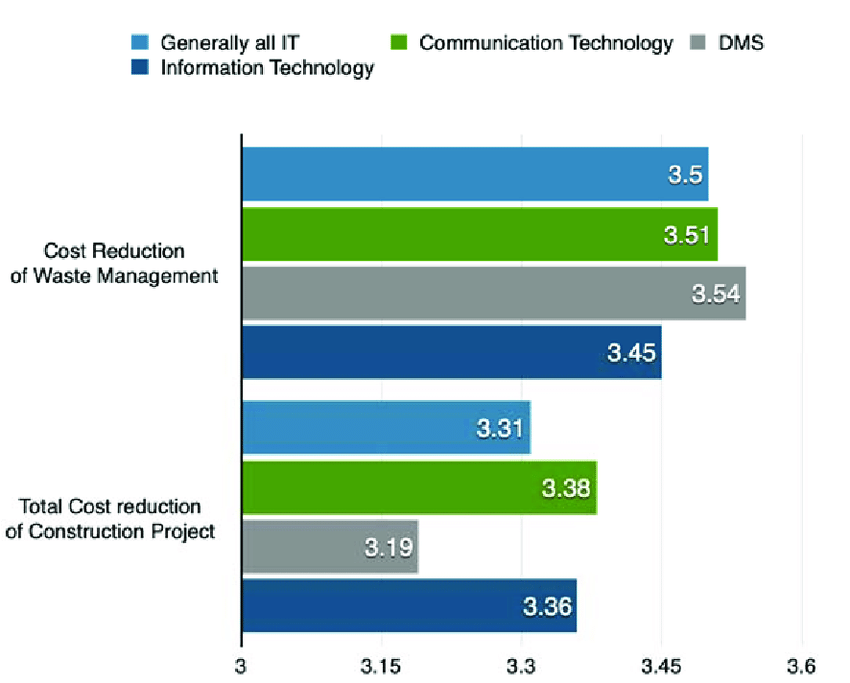 Generally all IT
Communication Technology
DMS
Information Technology
Cost Reduction
of Waste Management
3.5
3.51
3.54
3.45
Total Cost reduction
of Construction Project
3.31
3.38
3.19
3.36
3
3.15
3.3
3.45
3.6